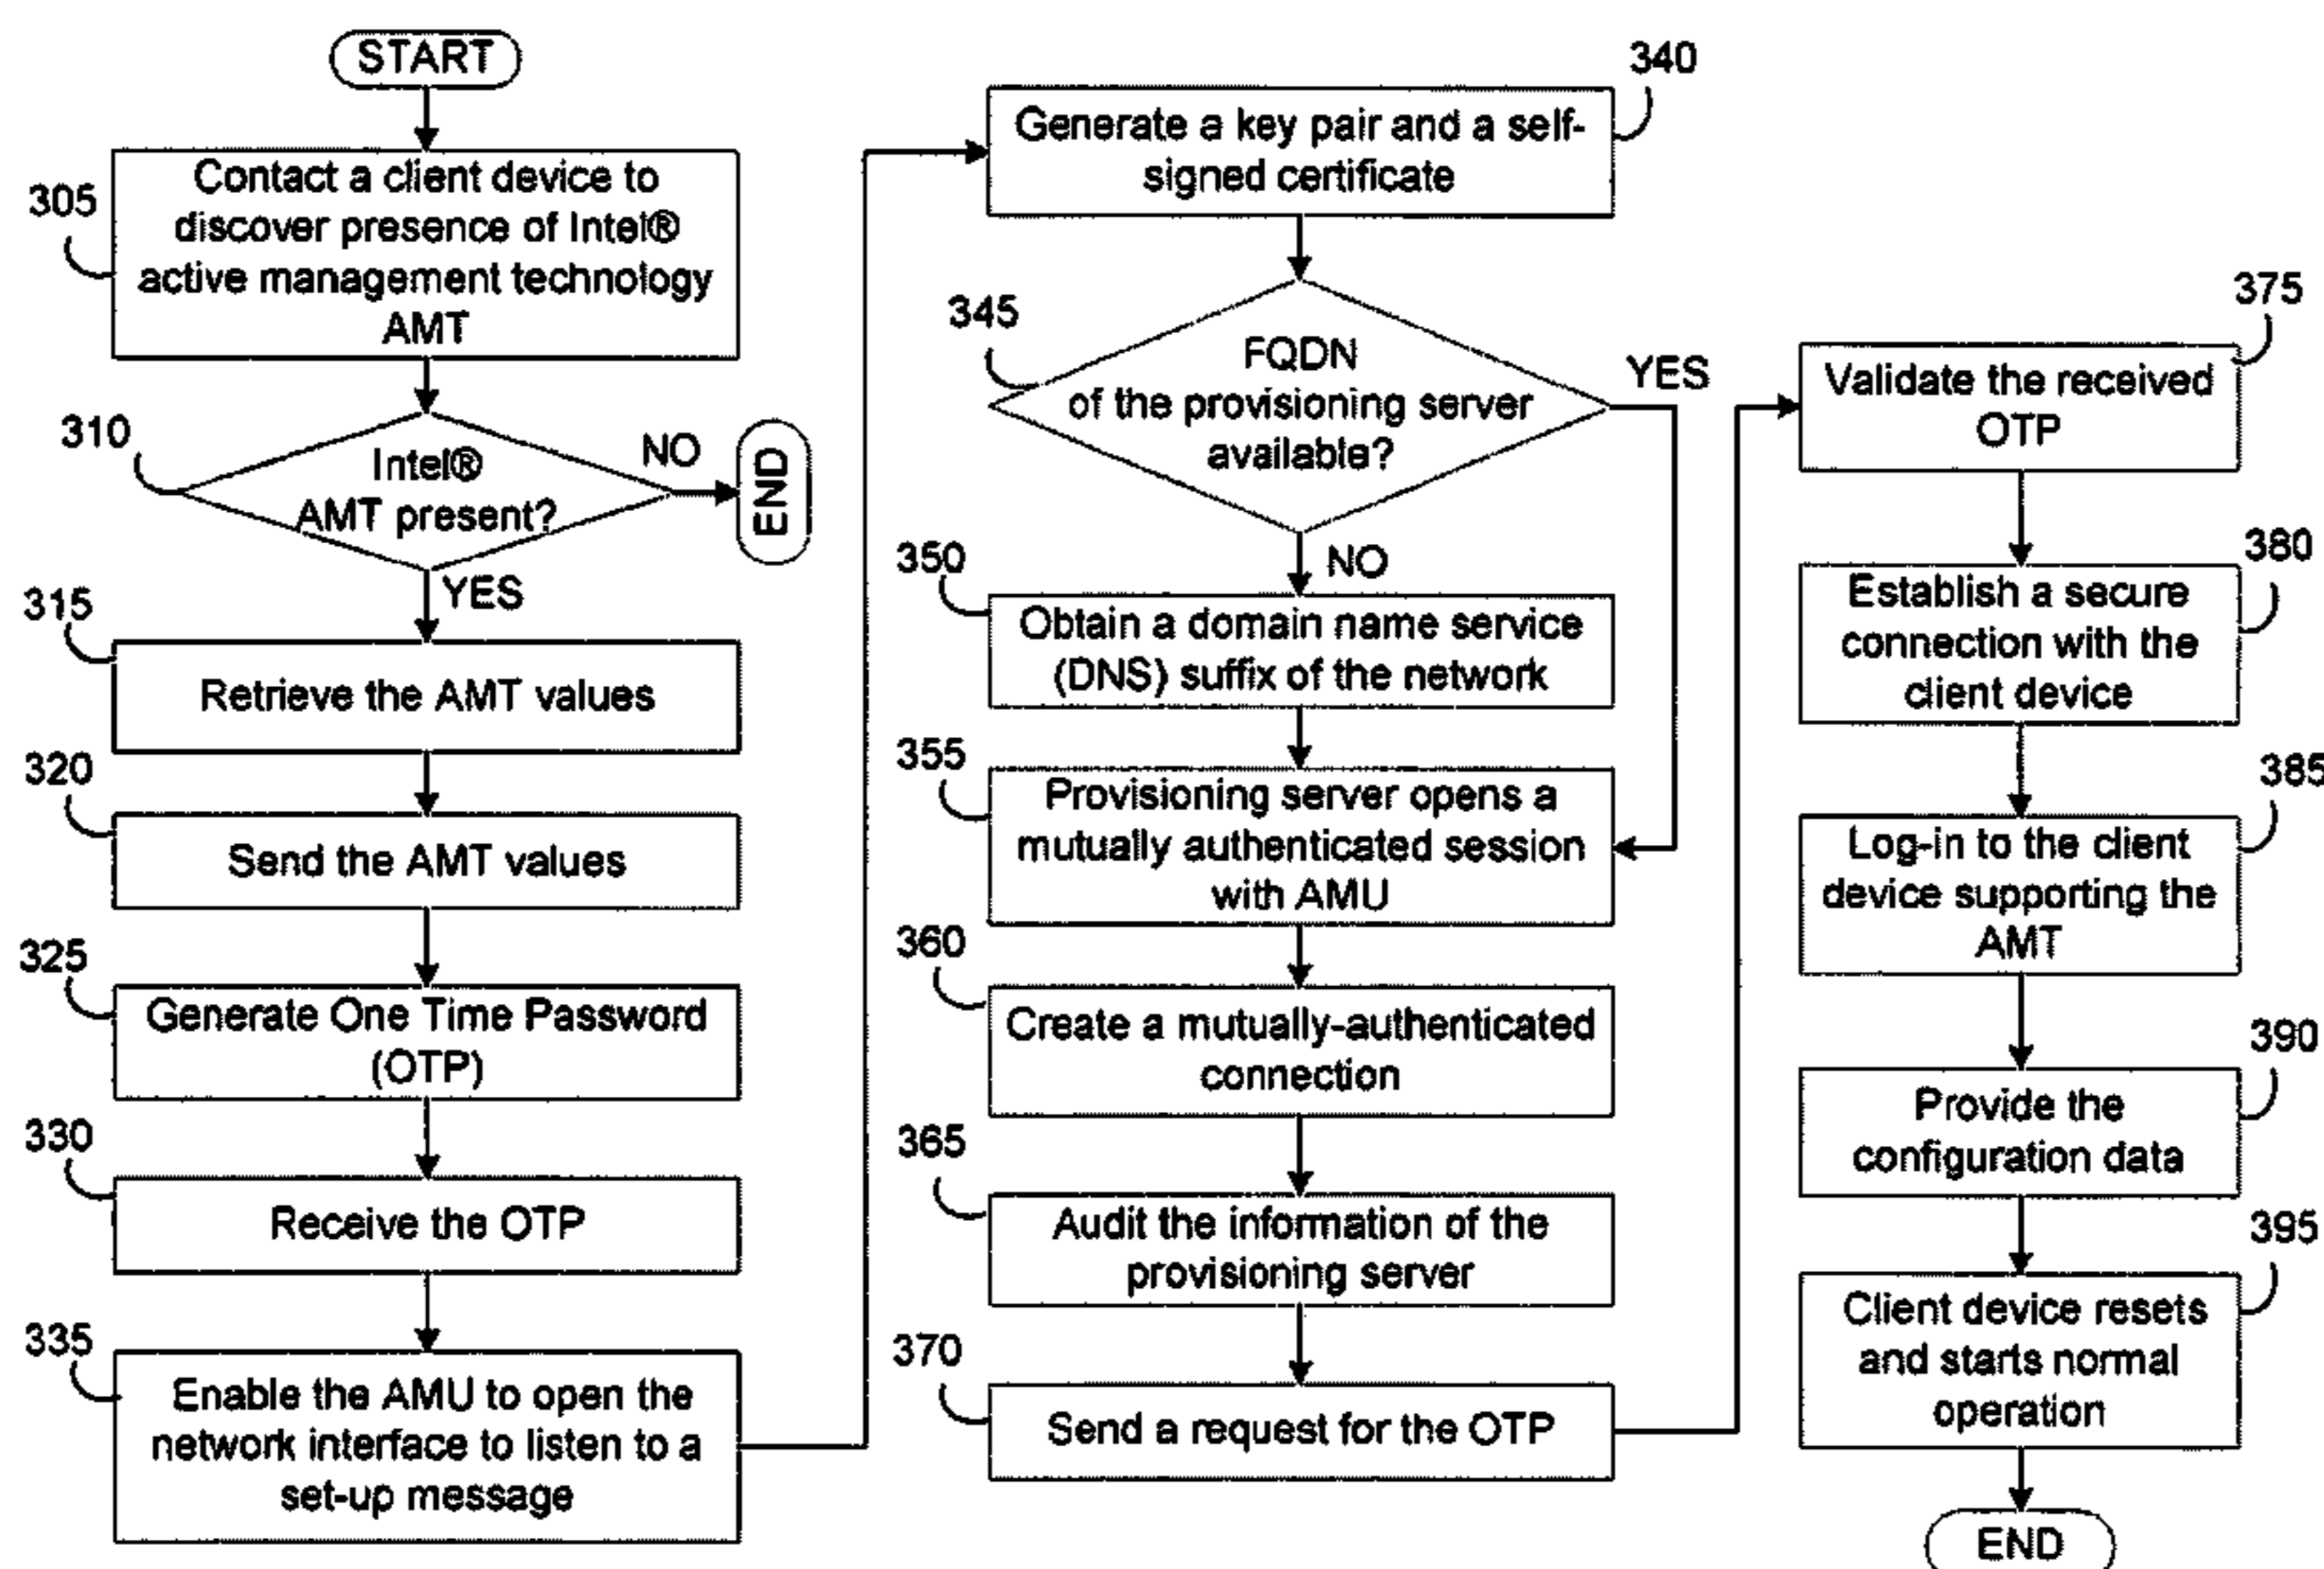 START
305
Contact a client device to
discover presence of Intel®
active management technology
AMT
310
Intel®
AMT present?
NO
END
YES
315
Retrieve the AMT values
320
Send the AMT values
325
Generate One Time Password
(OTP)
330
Receive the OTP
335
Enable the AMU to open the
network interface to listen to a
set-up message
340
Generate a key pair and a self-
signed certificate
345
FQDN
of the provisioning server
available?
YES
NO
350
Obtain a domain name service
(DNS) suffix of the network
355
Provisioning server opens a
mutually authenticated session
with AMU
360
Create a mutually-authenticated
connection
365
Audit the information of the
provisioning server
370
Send a request for the OTP
375
Validate the received
OTP
380
Establish a secure
connection with the
client device
385
Log-in to the client
device supporting the
AMT
390
Provide the
configuration data
395
Client device resets
and starts normal
operation
END